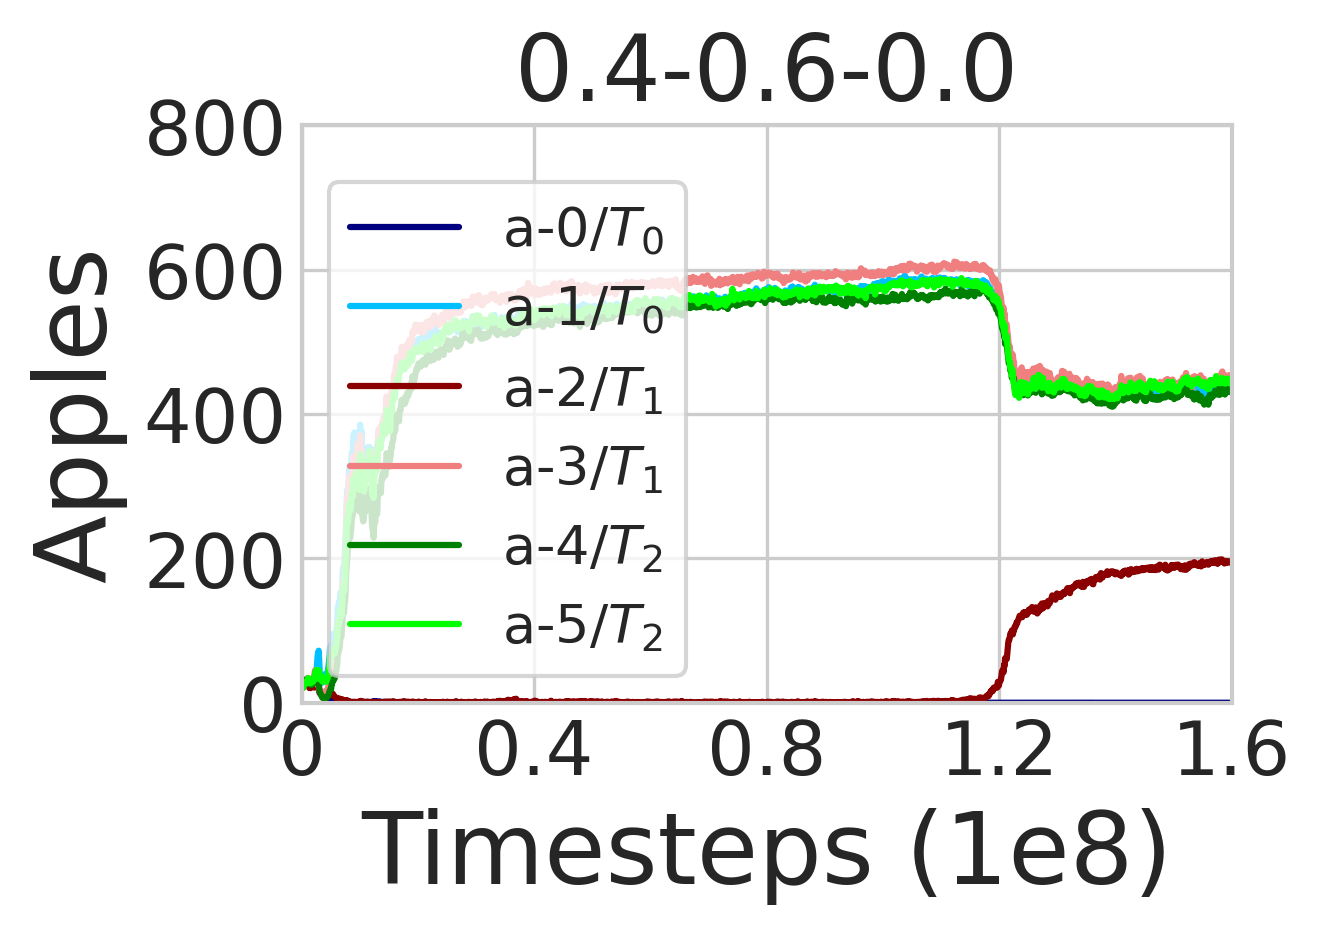 0.4-0.6-0.0
Apples
800
600
400
200
0
a-0/T₀
a-1/T₀
a-2/T₁
a-3/T₁
a-4/T₂
a-5/T₂
0 0.4 0.8 1.2 1.6
Timesteps (1e8)